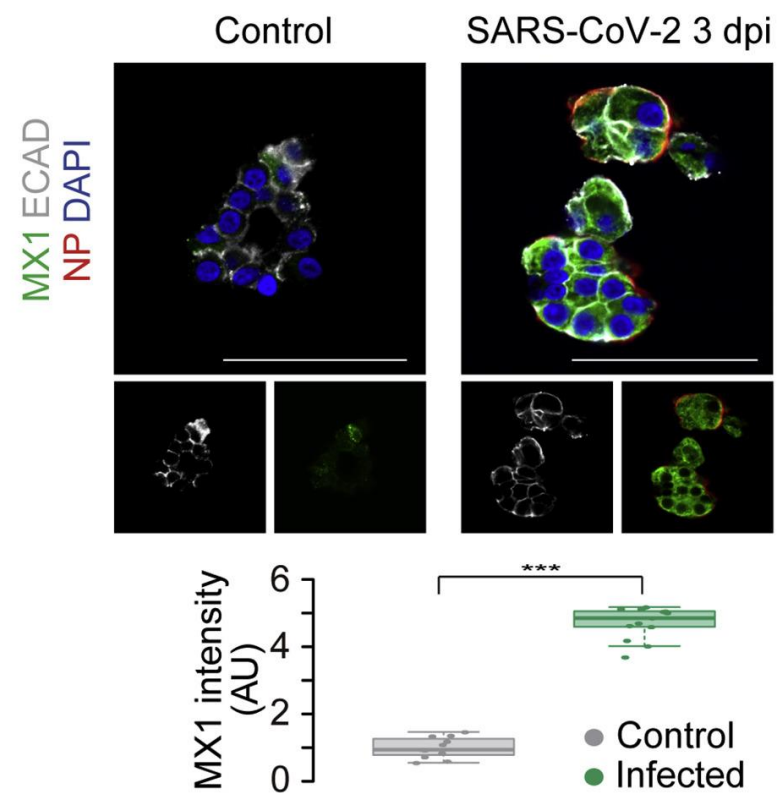 Control
SARS-CoV-2 3 dpi
MX1 ECAD
NP DAPI
***
MX1 intensity
(AU)
6
4
2
0
Control
Infected